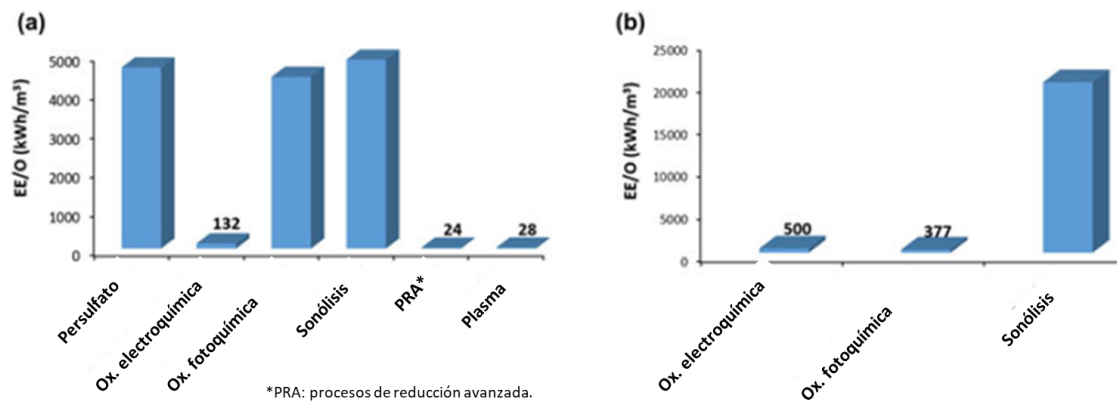 (a)
EE/O (kWh/m³)
5000
4000
3000
2000
1000
0
132
24
28
Persulfato
Ox. electroquímica
Ox. fotoquímica
Sonólisis
PRA*
Plasma
*PRA: procesos de reducción avanzada.
(b)
EE/O (kWh/m³)
25000
20000
15000
10000
5000
0
500
377
Ox. electroquímica
Ox. fotoquímica
Sonólisis